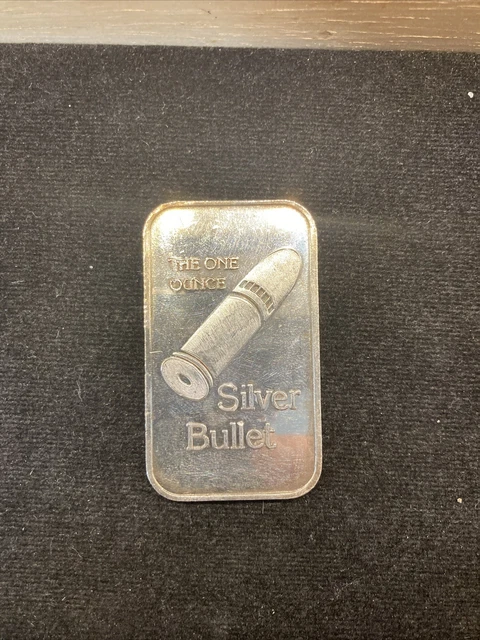 THE ONE
OUNCE
Silver
Bullet